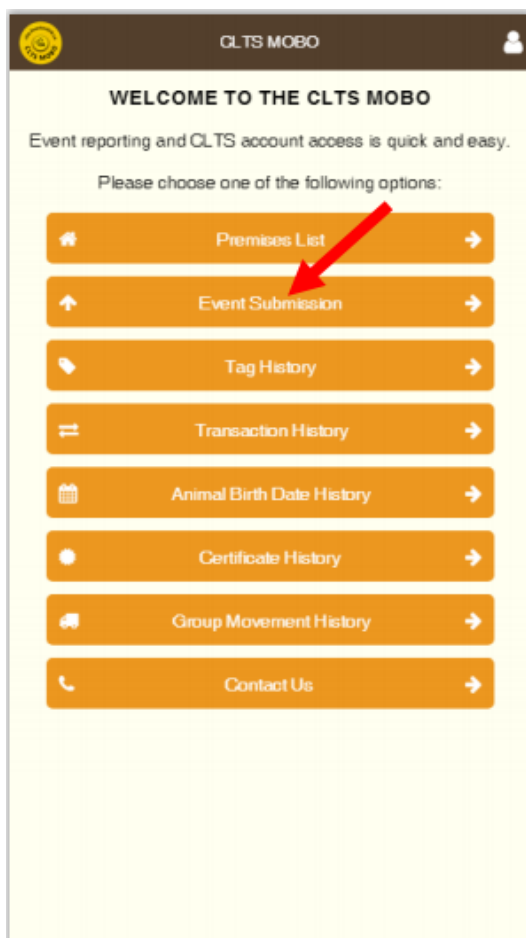 CLTS MOBO
WELCOME TO THE CLTS MOBO
Event reporting and CLTS account access is quick and easy.
Please choose one of the following options:
Premises List
Event Submission
Tag History
Transaction History
Animal Birth Date History
Certificate History
Group Movement History
Contact Us